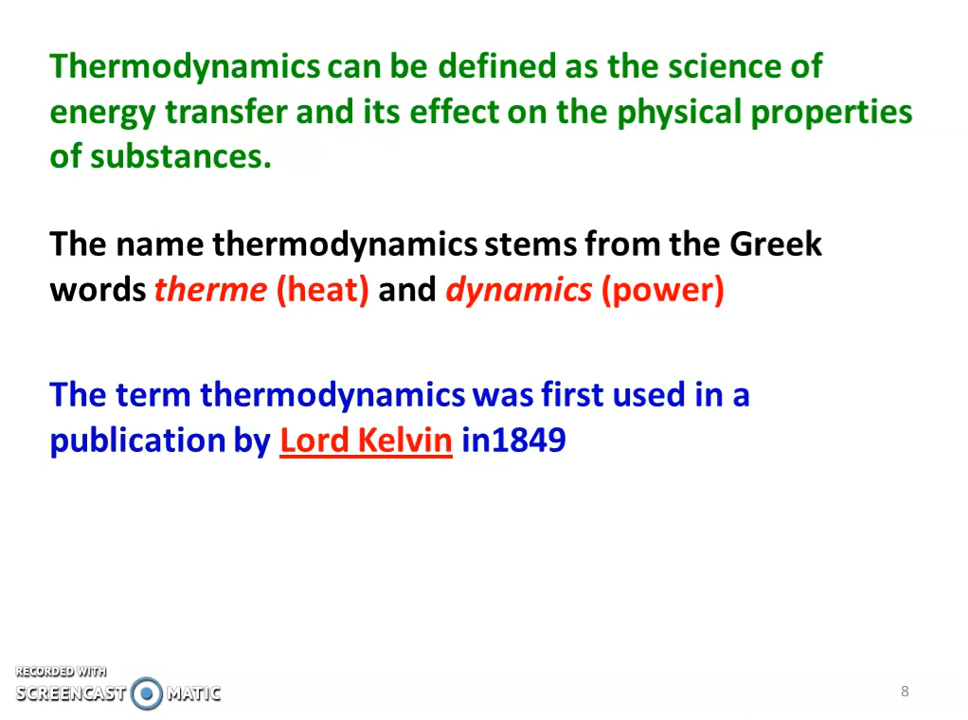 Thermodynamics can be defined as the science of
energy transfer and its effect on the physical properties
of substances.
The name thermodynamics stems from the Greek
words therme (heat) and dynamics (power)
The term thermodynamics was first used in a
publication by Lord Kelvin in1849
RECORDED WITH
SCREENCAST MATIC
8